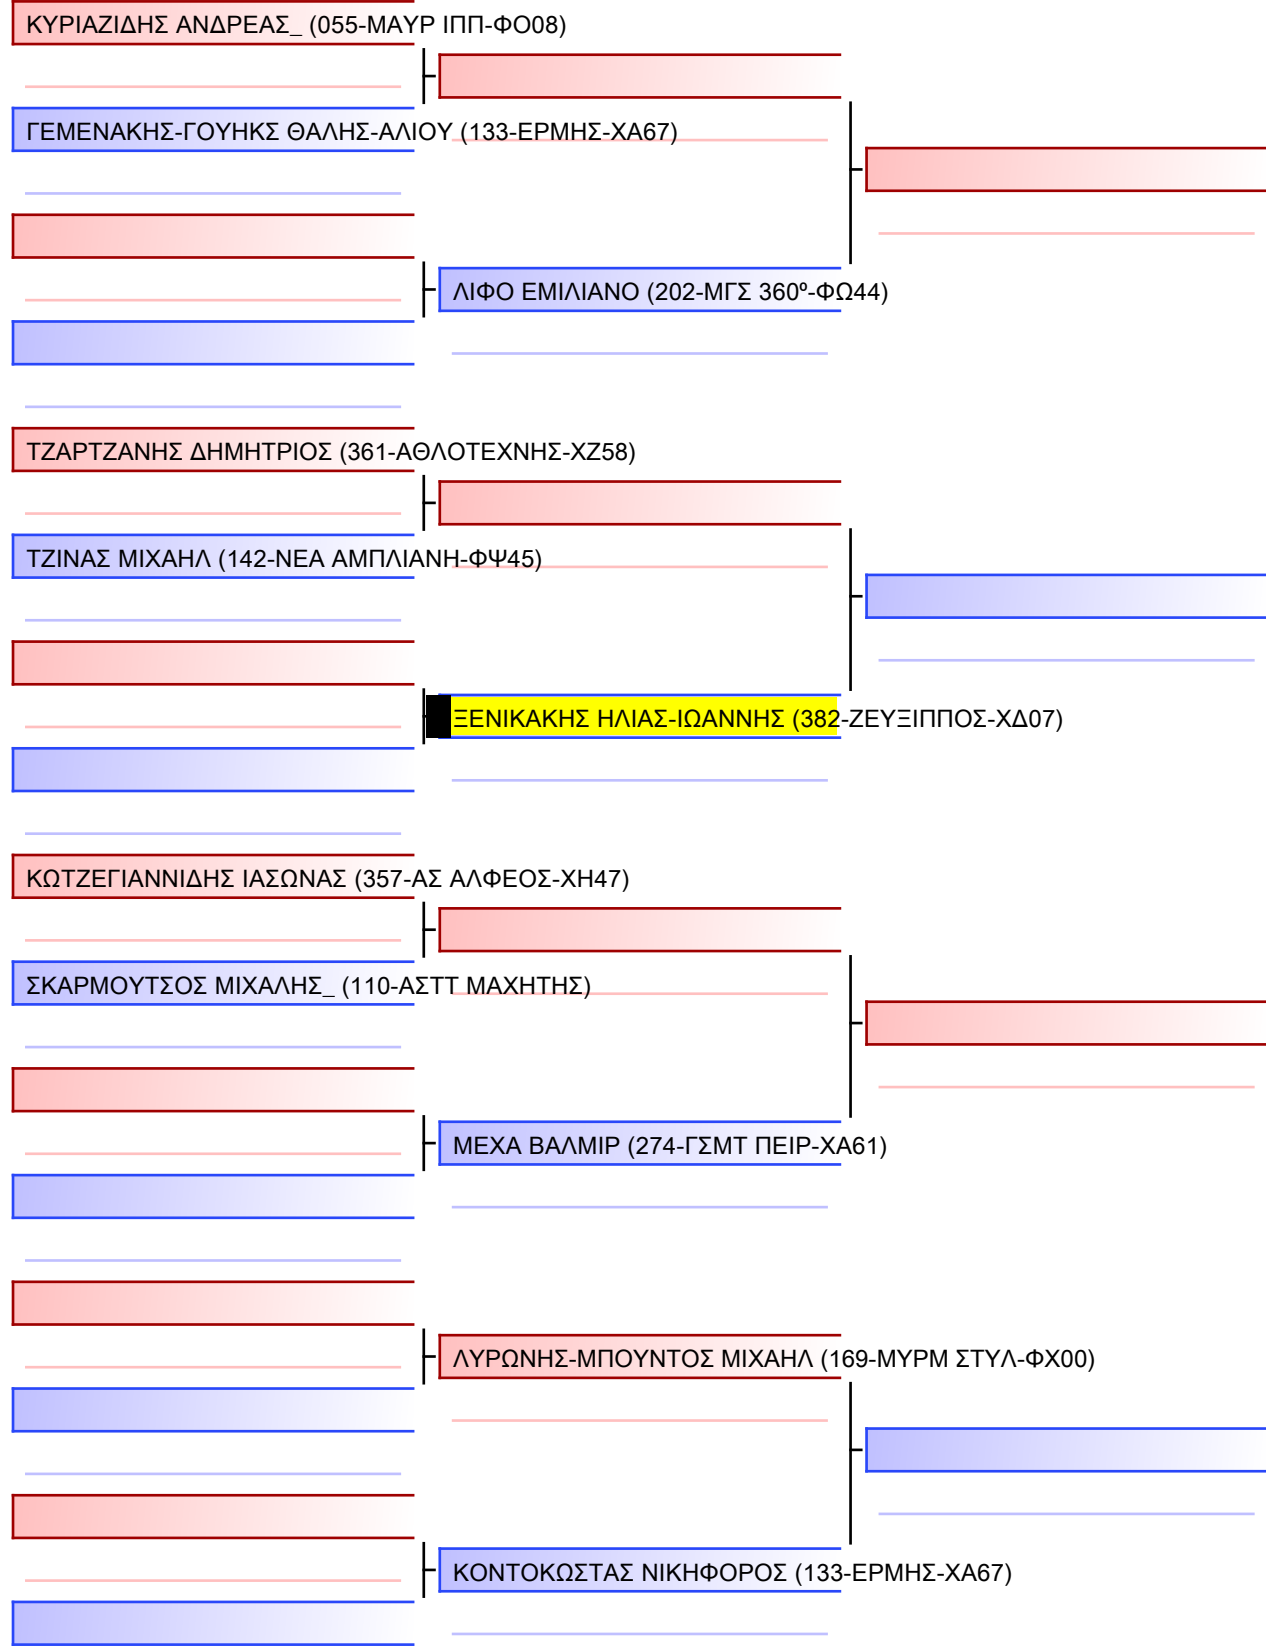 ΚΥΡΙΑΖΙΔΗΣ ΑΝΔΡΕΑΣ_ (055-ΜΑΥΡ ΙΠΠ-ΦΟ08)
ΓΕΜΕΝΑΚΗΣ-ΓΟΥΗΚΣ ΘΑΛΗΣ-ΑΛΙΟΥ (133-ΕΡΜΗΣ-ΧΑ67)
ΛΙΦΟ ΕΜΙΛΙΑΝΟ (202-ΜΓΣ 360º-ΦΩ44)
ΤΖΑΡΤΖΑΝΗΣ ΔΗΜΗΤΡΙΟΣ (361-ΑΘΛΟΤΕΧΝΗΣ-ΧΖ58)
ΤΖΙΝΑΣ ΜΙΧΑΗΛ (142-ΝΕΑ ΑΜΠΛΙΑΝΗ-ΦΨ45)
ΞΕΝΙΚΑΚΗΣ ΗΛΙΑΣ-ΙΩΑΝΝΗΣ (382-ΖΕΥΞΙΠΠΟΣ-ΧΔ07)
ΚΩΤΖΕΓΙΑΝΝΙΔΗΣ ΙΑΣΩΝΑΣ (357-ΑΣ ΑΛΦΕΟΣ-ΧΗ47)
ΣΚΑΡΜΟΥΤΣΟΣ ΜΙΧΑΛΗΣ_ (110-ΑΣΤΤ ΜΑΧΗΤΗΣ)
ΜΕΧΑ ΒΑΛΜΙΡ (274-ΓΣΜΤ ΠΕΙΡ-ΧΑ61)
ΛΥΡΩΝΗΣ-ΜΠΟΥΝΤΟΣ ΜΙΧΑΗΛ (169-ΜΥΡΜ ΣΤΥΛ-ΦΧ00)
ΚΟΝΤΟΚΩΣΤΑΣ ΝΙΚΗΦΟΡΟΣ (133-ΕΡΜΗΣ-ΧΑ67)